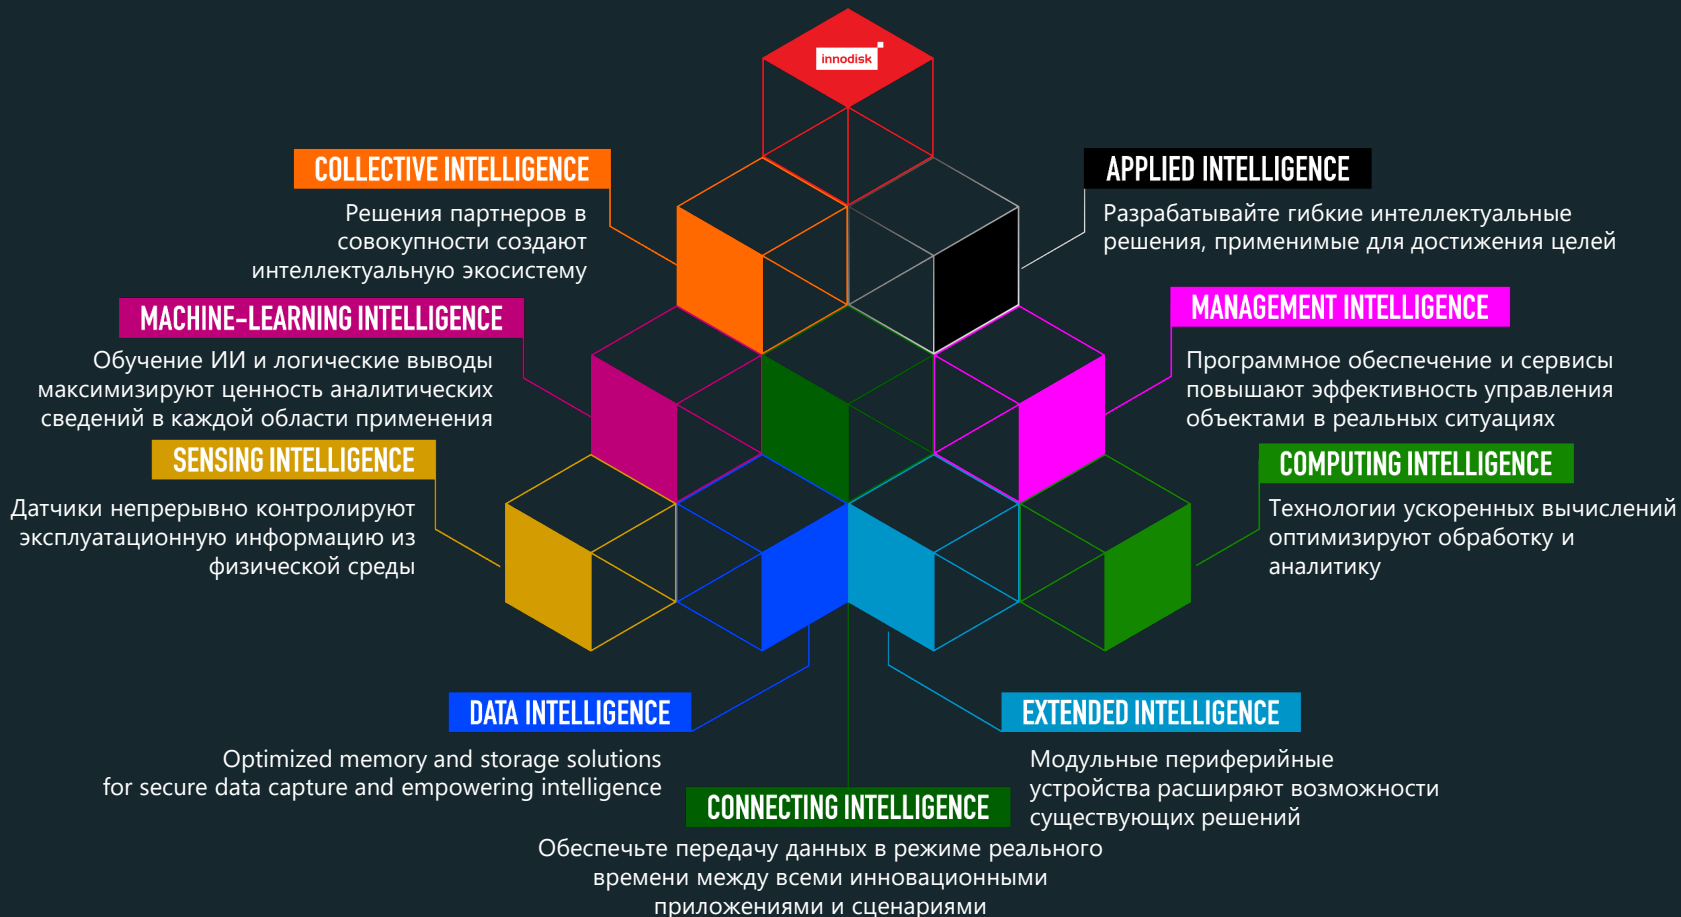 innodisk
COLLECTIVE INTELLIGENCE
Решения партнеров в
совокупности создают
интеллектуальную экосистему
APPLIED INTELLIGENCE
Разрабатывайте гибкие интеллектуальные
решения, применимые для достижения целей
MACHINE-LEARNING INTELLIGENCE
Обучение ИИ и логические выводы
максимизируют ценность аналитических
сведений в каждой области применения
MANAGEMENT INTELLIGENCE
Программное обеспечение и сервисы
повышают эффективность управления
объектами в реальных ситуациях
SENSING INTELLIGENCE
Датчики непрерывно контролируют
эксплуатационную информацию из
физической среды
COMPUTING INTELLIGENCE
Технологии ускоренных вычислений
оптимизируют обработку и
аналитику
DATA INTELLIGENCE
Optimized memory and storage solutions
for secure data capture and empowering intelligence
EXTENDED INTELLIGENCE
Модульные периферийные
устройства расширяют возможности
существующих решений
CONNECTING INTELLIGENCE
Обеспечьте передачу данных в режиме реального
времени между всеми инновационными
приложениями и сценариями